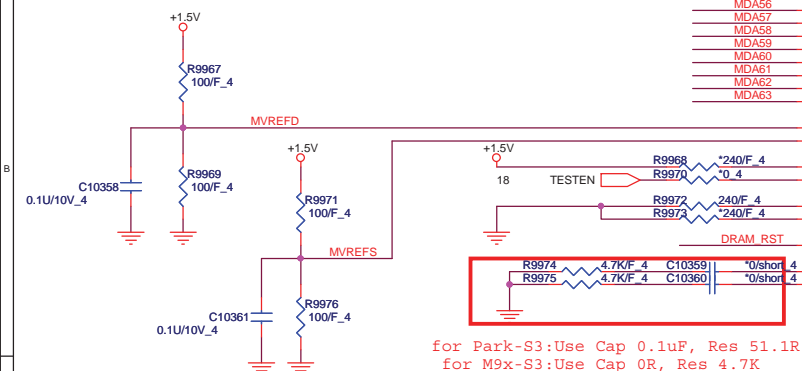 MDA56
MDA57
MDA58
MDA59
MDA60
MDA61
MDA62
MDA63
+1.5V
R9967
100/F_4
MVREFD
B
C10358
0.1U/10V_4
R9969
100/F_4
+1.5V
R9971
100/F_4
MVREFS
C10361
0.1U/10V_4
R9976
100/F_4
+1.5V
R9968 *240/F_4
18 TESTEN R9970 *0_4
R9972 240/F_4
R9973 *240/F_4
DRAM_RST
R9974 4.7K/F_4 C10359 *0/short_4
R9975 4.7K/F_4 C10360 *0/short_4
for Park-S3:Use Cap 0.1uF, Res 51.1R
for M9x-S3:Use Cap 0R, Res 4.7K